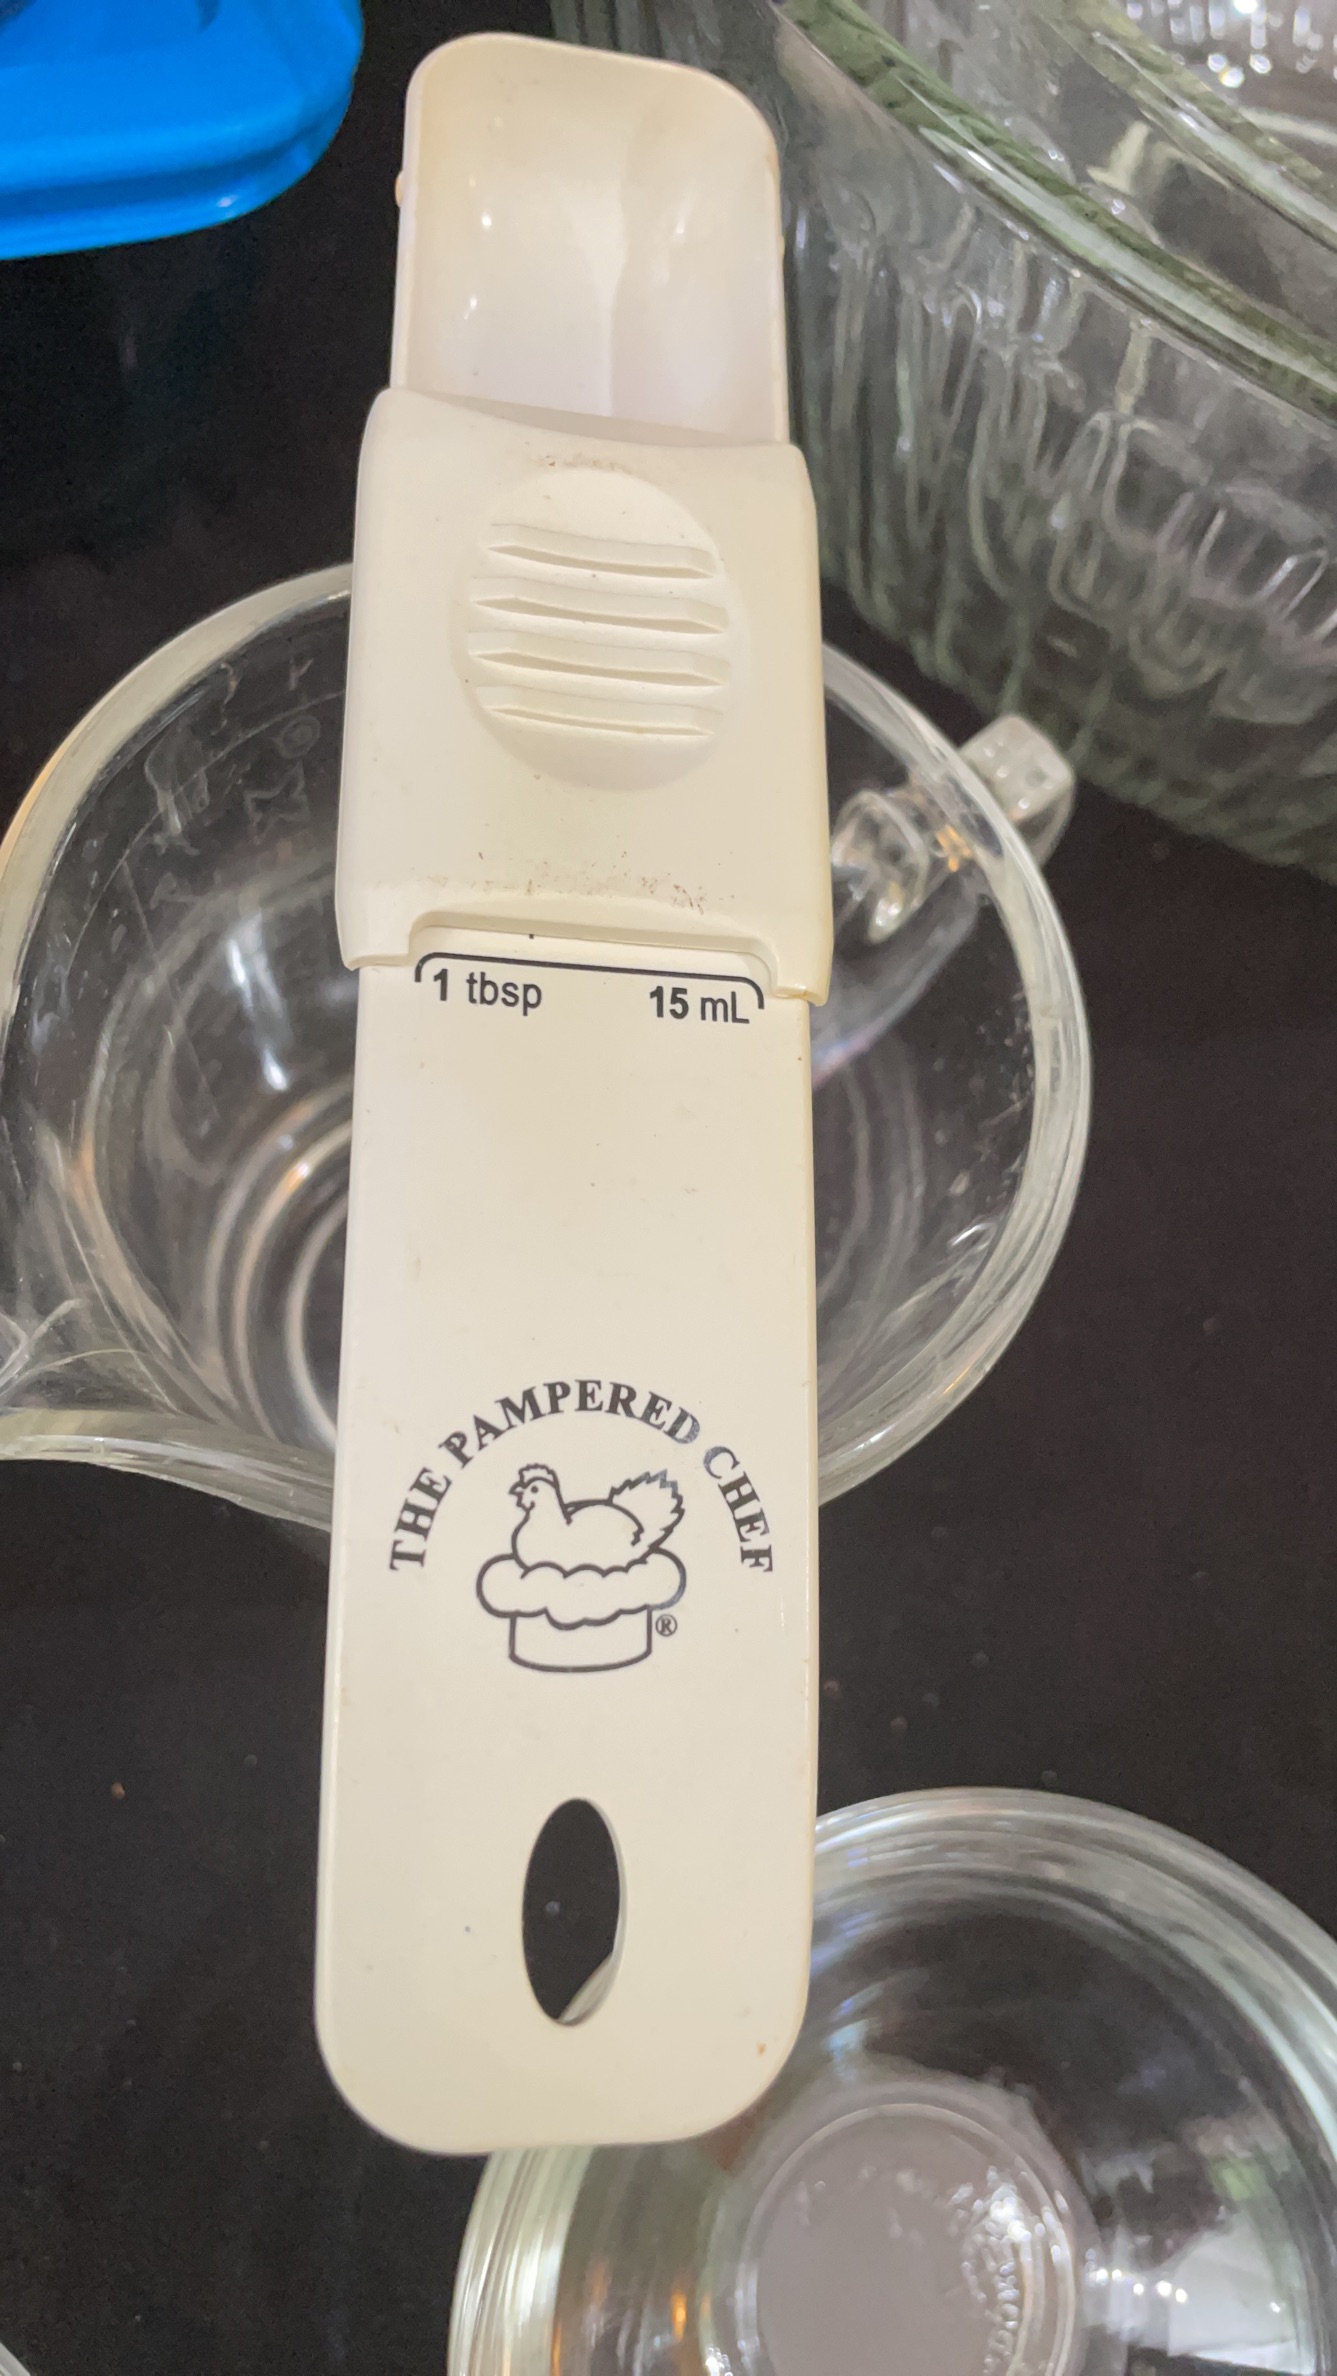 1 tbsp 15 mL
THE PAMPERED CHEF
®